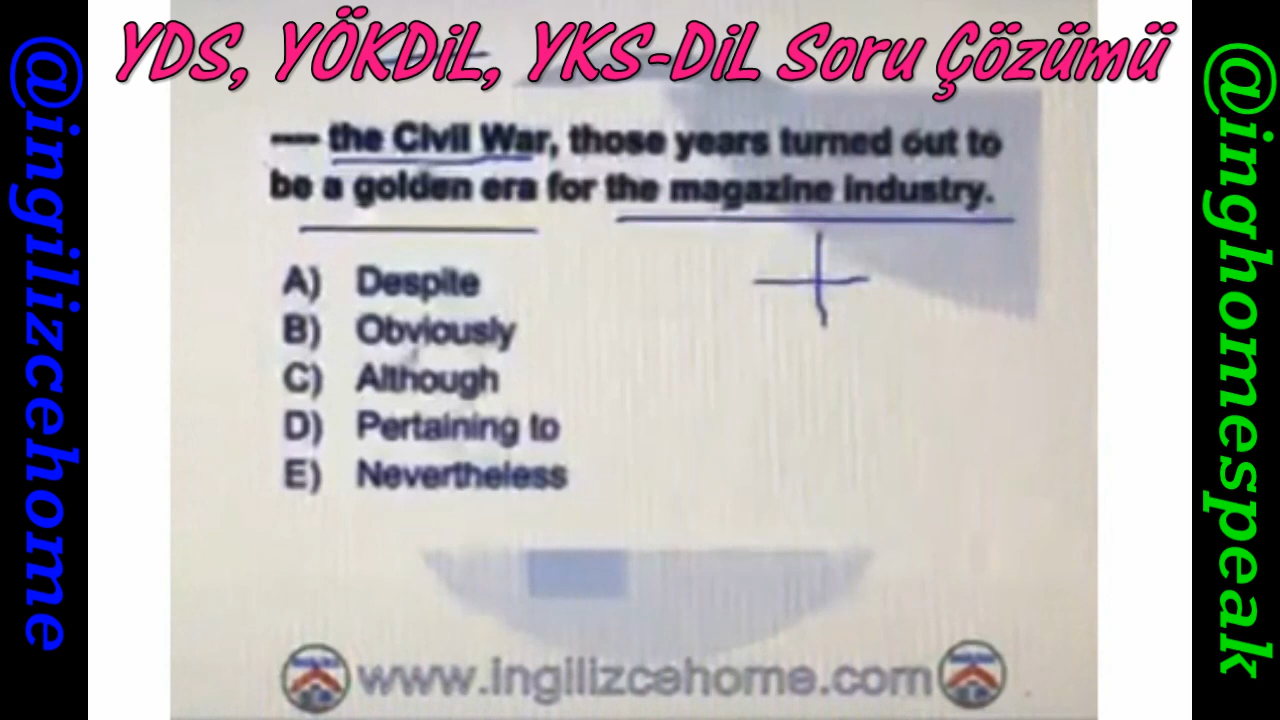 YDS, YÖKDiL, YKS-DiL Soru Çözümü
@ingilizcehome
---- the Civil War, those years turned out to
be a golden era for the magazine industry.
A) Despite
B) Obviously
C) Although
D) Pertaining to
E) Nevertheless
www.ingilizcehome.com
@inghomespeak